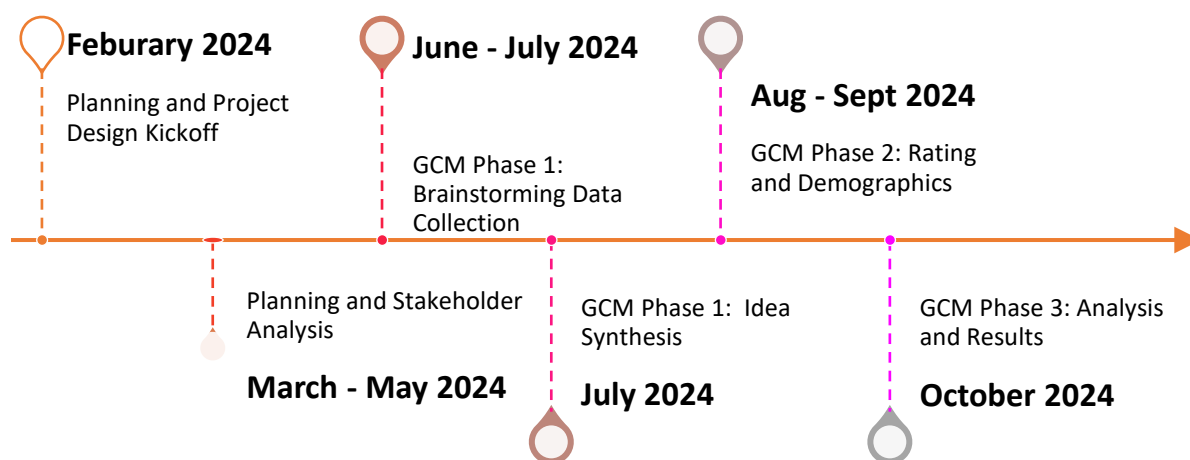 Feburary 2024
Planning and Project
Design Kickoff
June - July 2024
GCM Phase 1:
Brainstorming Data
Collection
Aug - Sept 2024
GCM Phase 2: Rating
and Demographics
Planning and Stakeholder
Analysis
March - May 2024
GCM Phase 1:  Idea
Synthesis
July 2024
GCM Phase 3: Analysis
and Results
October 2024